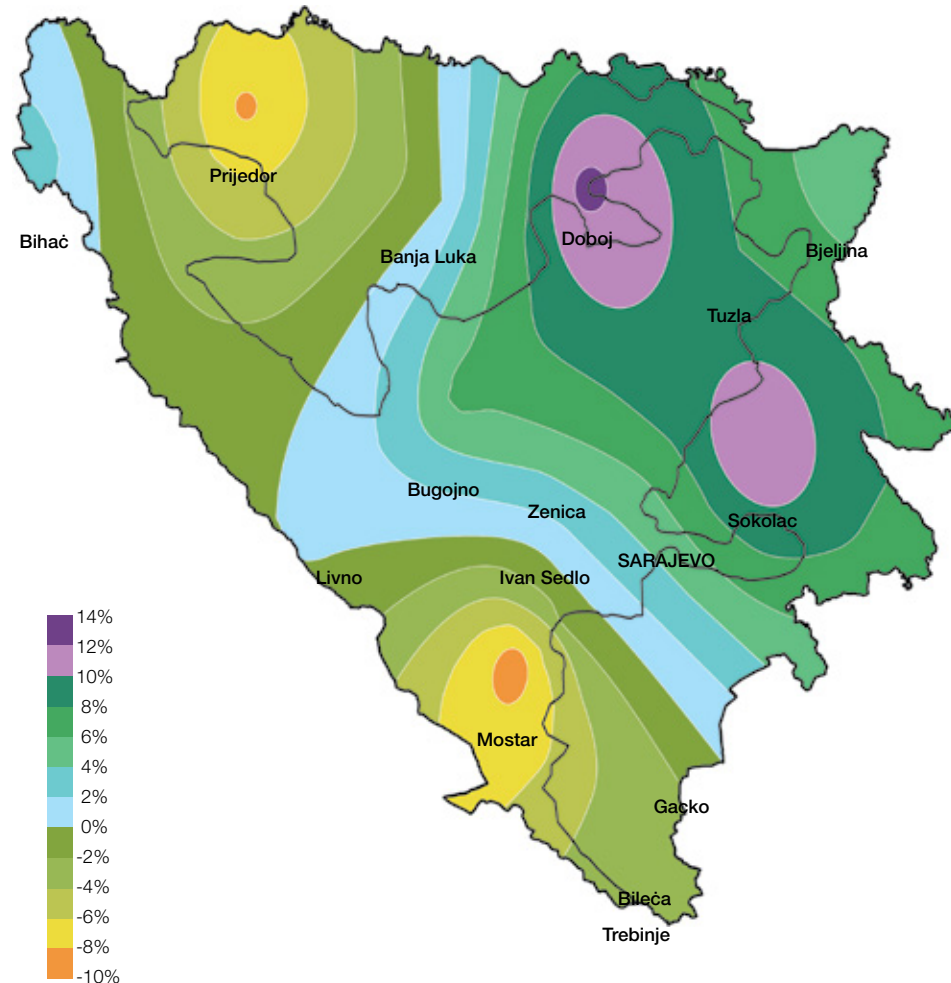 Prijedor
Bihać
Doboj
Banja Luka
Bjeljina
Tuzla
Bugojno
Zenica
Sokolac
SARAJEVO
Livno
Ivan Sedlo
Mostar
Gacko
Bileća
Trebinje
14%
12%
10%
8%
6%
4%
2%
0%
-2%
-4%
-6%
-8%
-10%